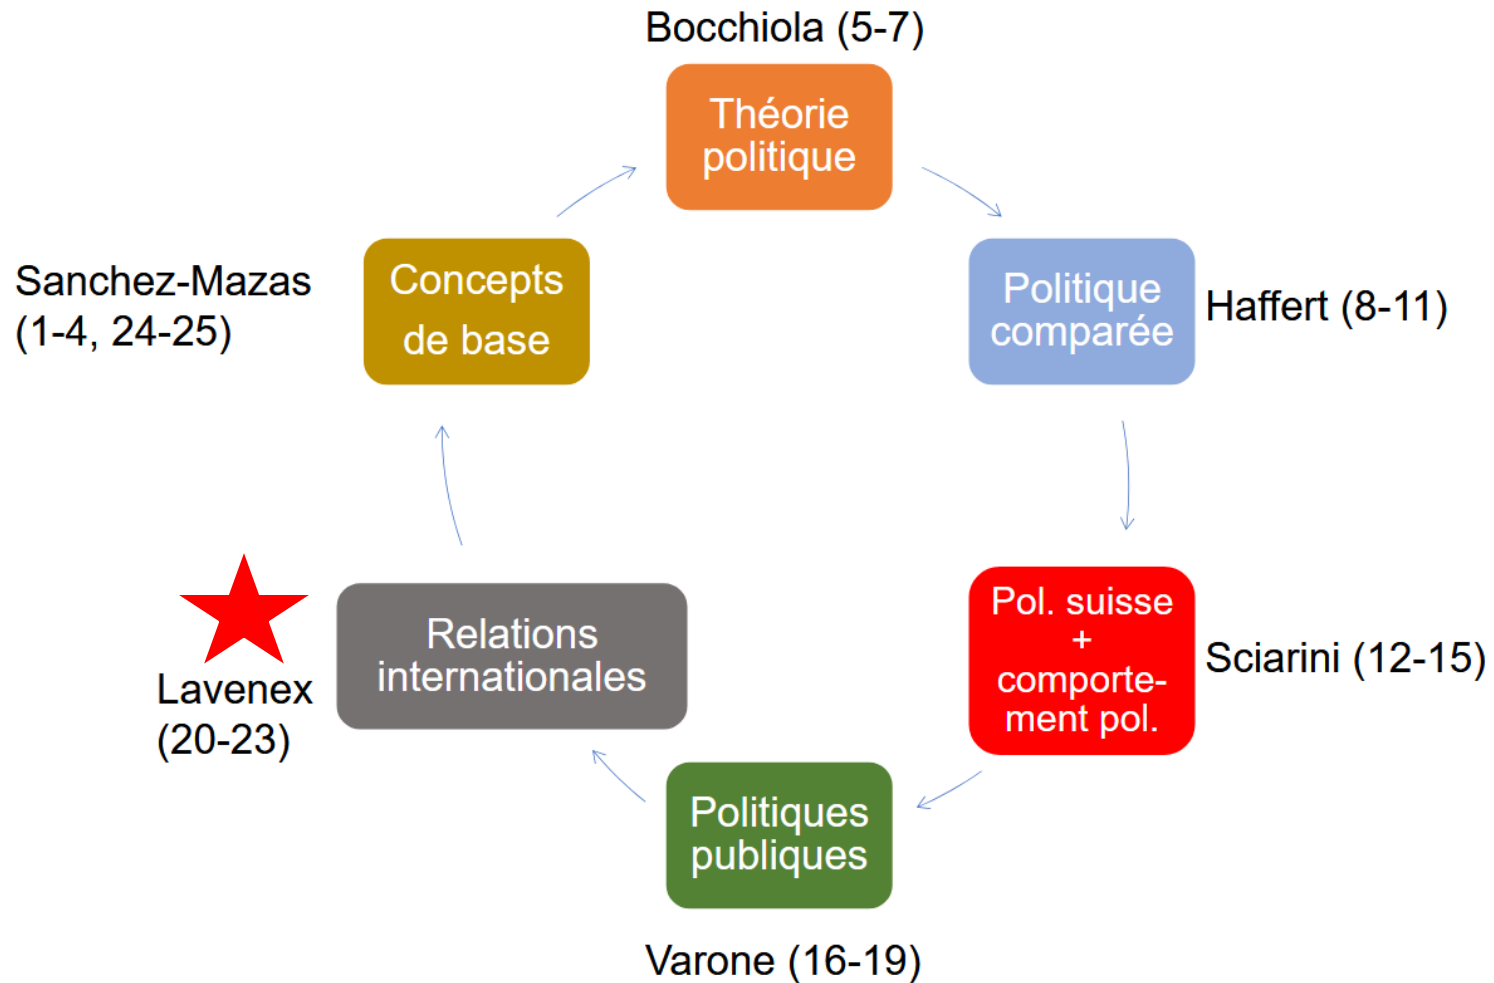 Bocchiola (5-7)
Théorie
politique
Concepts
de base
Sanchez-Mazas
(1-4, 24-25)
Politique
comparée
Haffert (8-11)
Pol. suisse
+
comporte-
ment pol.
Sciarini (12-15)
Relations
internationales
Lavenex
(20-23)
Politiques
publiques
Varone (16-19)